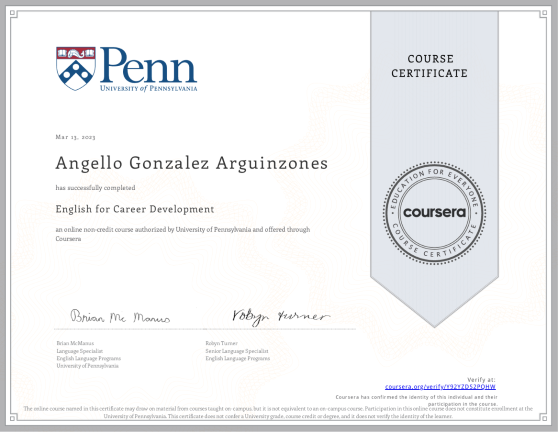 Penn
UNIVERSITY of PENNSYLVANIA
COURSE
CERTIFICATE
Mar 15, 2023
Angello Gonzalez Arguinzones
has successfully completed
English for Career Development
an online non-credit course authorized by University of Pennsylvania and offered through
Coursera
EDUCATION FOR EVERYONE
coursera
COURSE CERTIFICATE
Brian Mc Manus
Robyn Turner
Brian McManus
Language Specialist
English Language Programs
University of Pennsylvania
Robyn Turner
Senior Language Specialist
English Language Programs
Verify at:
coursera.org/verify/Y92YZDS2PQHW
Coursera has confirmed the identity of this individual and their
participation in the course.
The online course named in this certificate may draw on material from courses taught on-campus, but it is not equivalent to an on-campus course. Participation in this online course does not constitute enrollment at the
University of Pennsylvania. This certificate does not confer a University grade, course credit or degree, and it does not verify the identity of the learner.